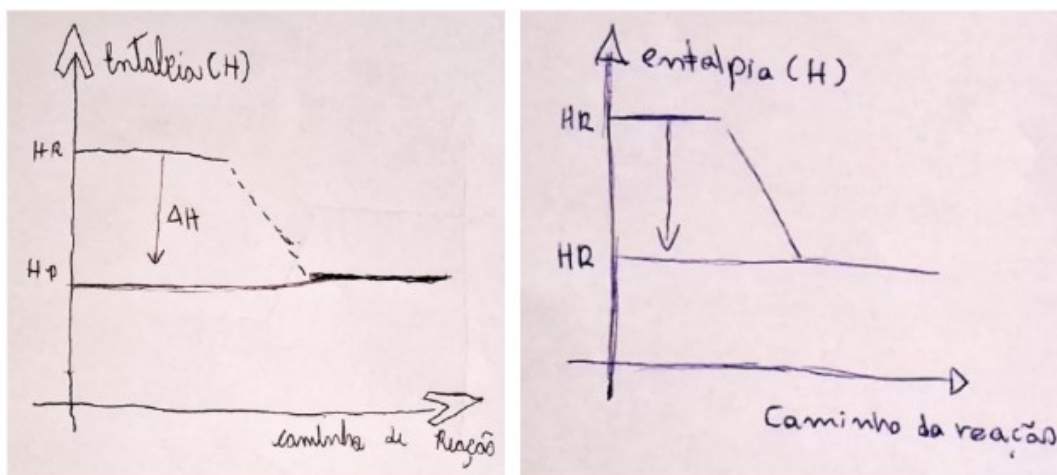 Entalpia (H)
HR
ΔH
HP
caminho de Reação
entalpia (H)
HR
HR
Caminho da reação